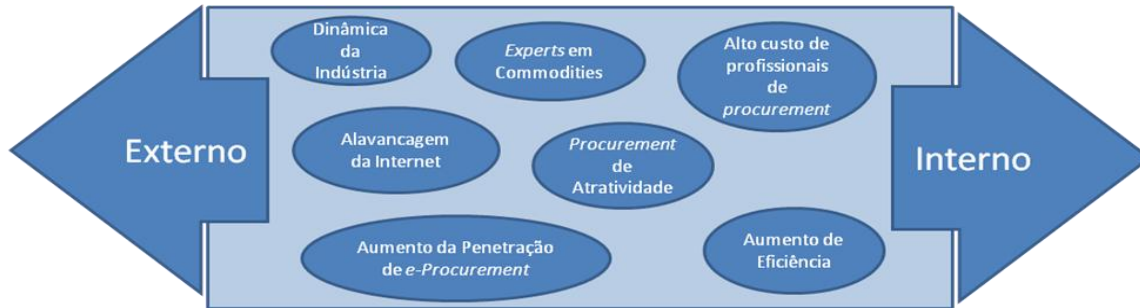 Externo
Dinâmica
da
Indústria
Experts em
Commodities
Alto custo de
profissionais
de
procurement
Alavancagem
da Internet
Procurement
de
Atratividade
Aumento da Penetração
de e-Procurement
Aumento de
Eficiência
Interno